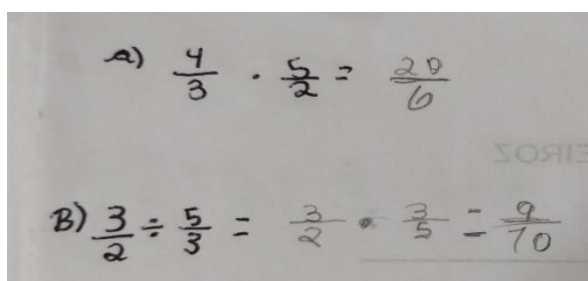 a) 4/3 · 5/2 = 20/6
B) 3/2 ÷ 5/3 = 3/2 · 3/5 = 9/10